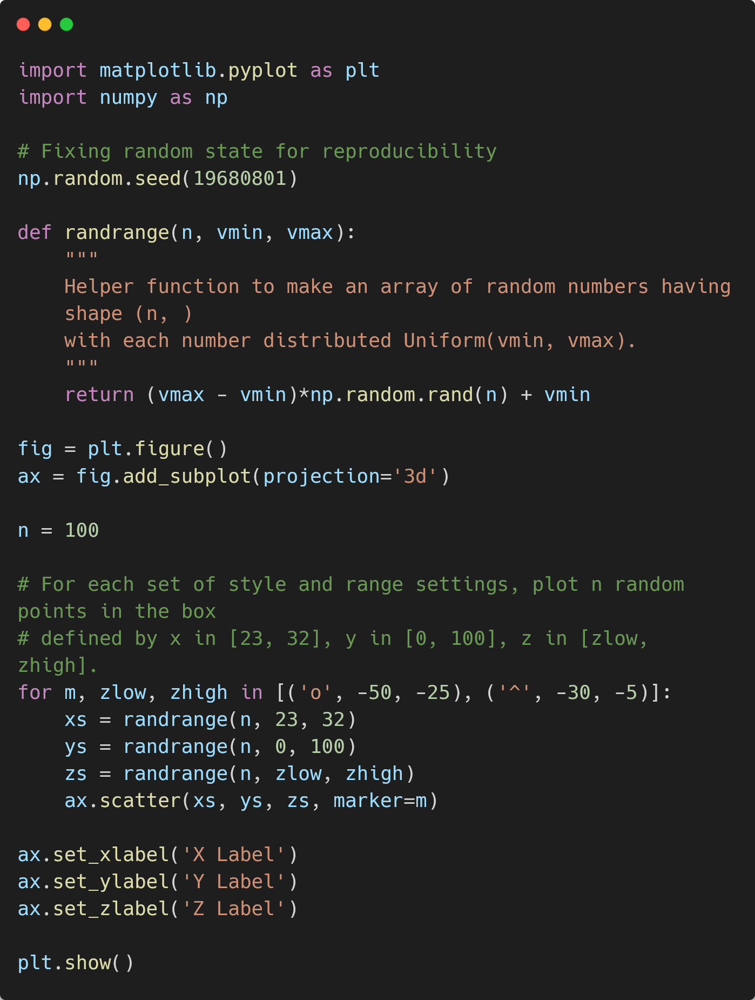 import matplotlib.pyplot as plt
import numpy as np

# Fixing random state for reproducibility
np.random.seed(19680801)

def randrange(n, vmin, vmax):
    """
    Helper function to make an array of random numbers having
    shape (n, )
    with each number distributed Uniform(vmin, vmax).
    """
    return (vmax - vmin)*np.random.rand(n) + vmin

fig = plt.figure()
ax = fig.add_subplot(projection='3d')

n = 100

# For each set of style and range settings, plot n random
points in the box
# defined by x in [23, 32], y in [0, 100], z in [zlow,
zhigh].
for m, zlow, zhigh in [('o', -50, -25), ('^', -30, -5)]:
    xs = randrange(n, 23, 32)
    ys = randrange(n, 0, 100)
    zs = randrange(n, zlow, zhigh)
    ax.scatter(xs, ys, zs, marker=m)

ax.set_xlabel('X Label')
ax.set_ylabel('Y Label')
ax.set_zlabel('Z Label')

plt.show()